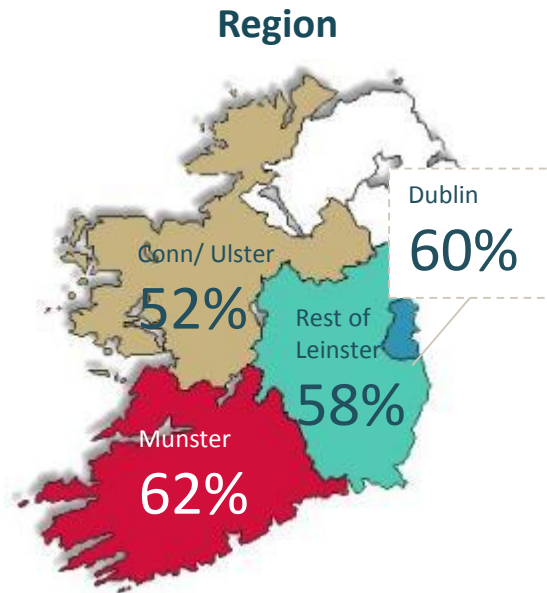 Region
Dublin
60%
Conn/ Ulster
52%
Rest of
Leinster
58%
Munster
62%